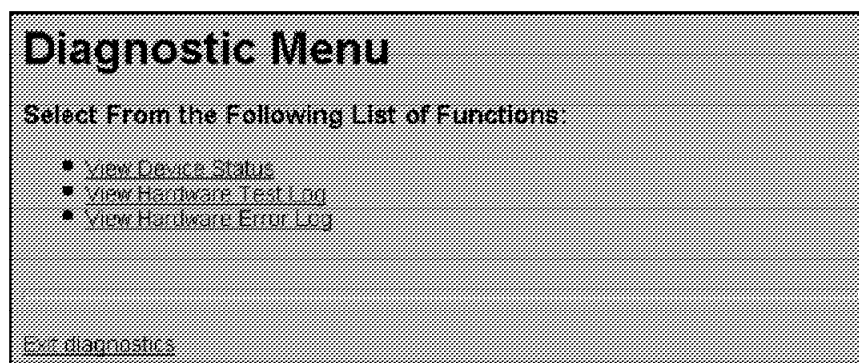 Diagnostic Menu
Select From the Following List of Functions:
View Device Status
View Hardware Test Log
View Hardware Error Log
Exit diagnostics